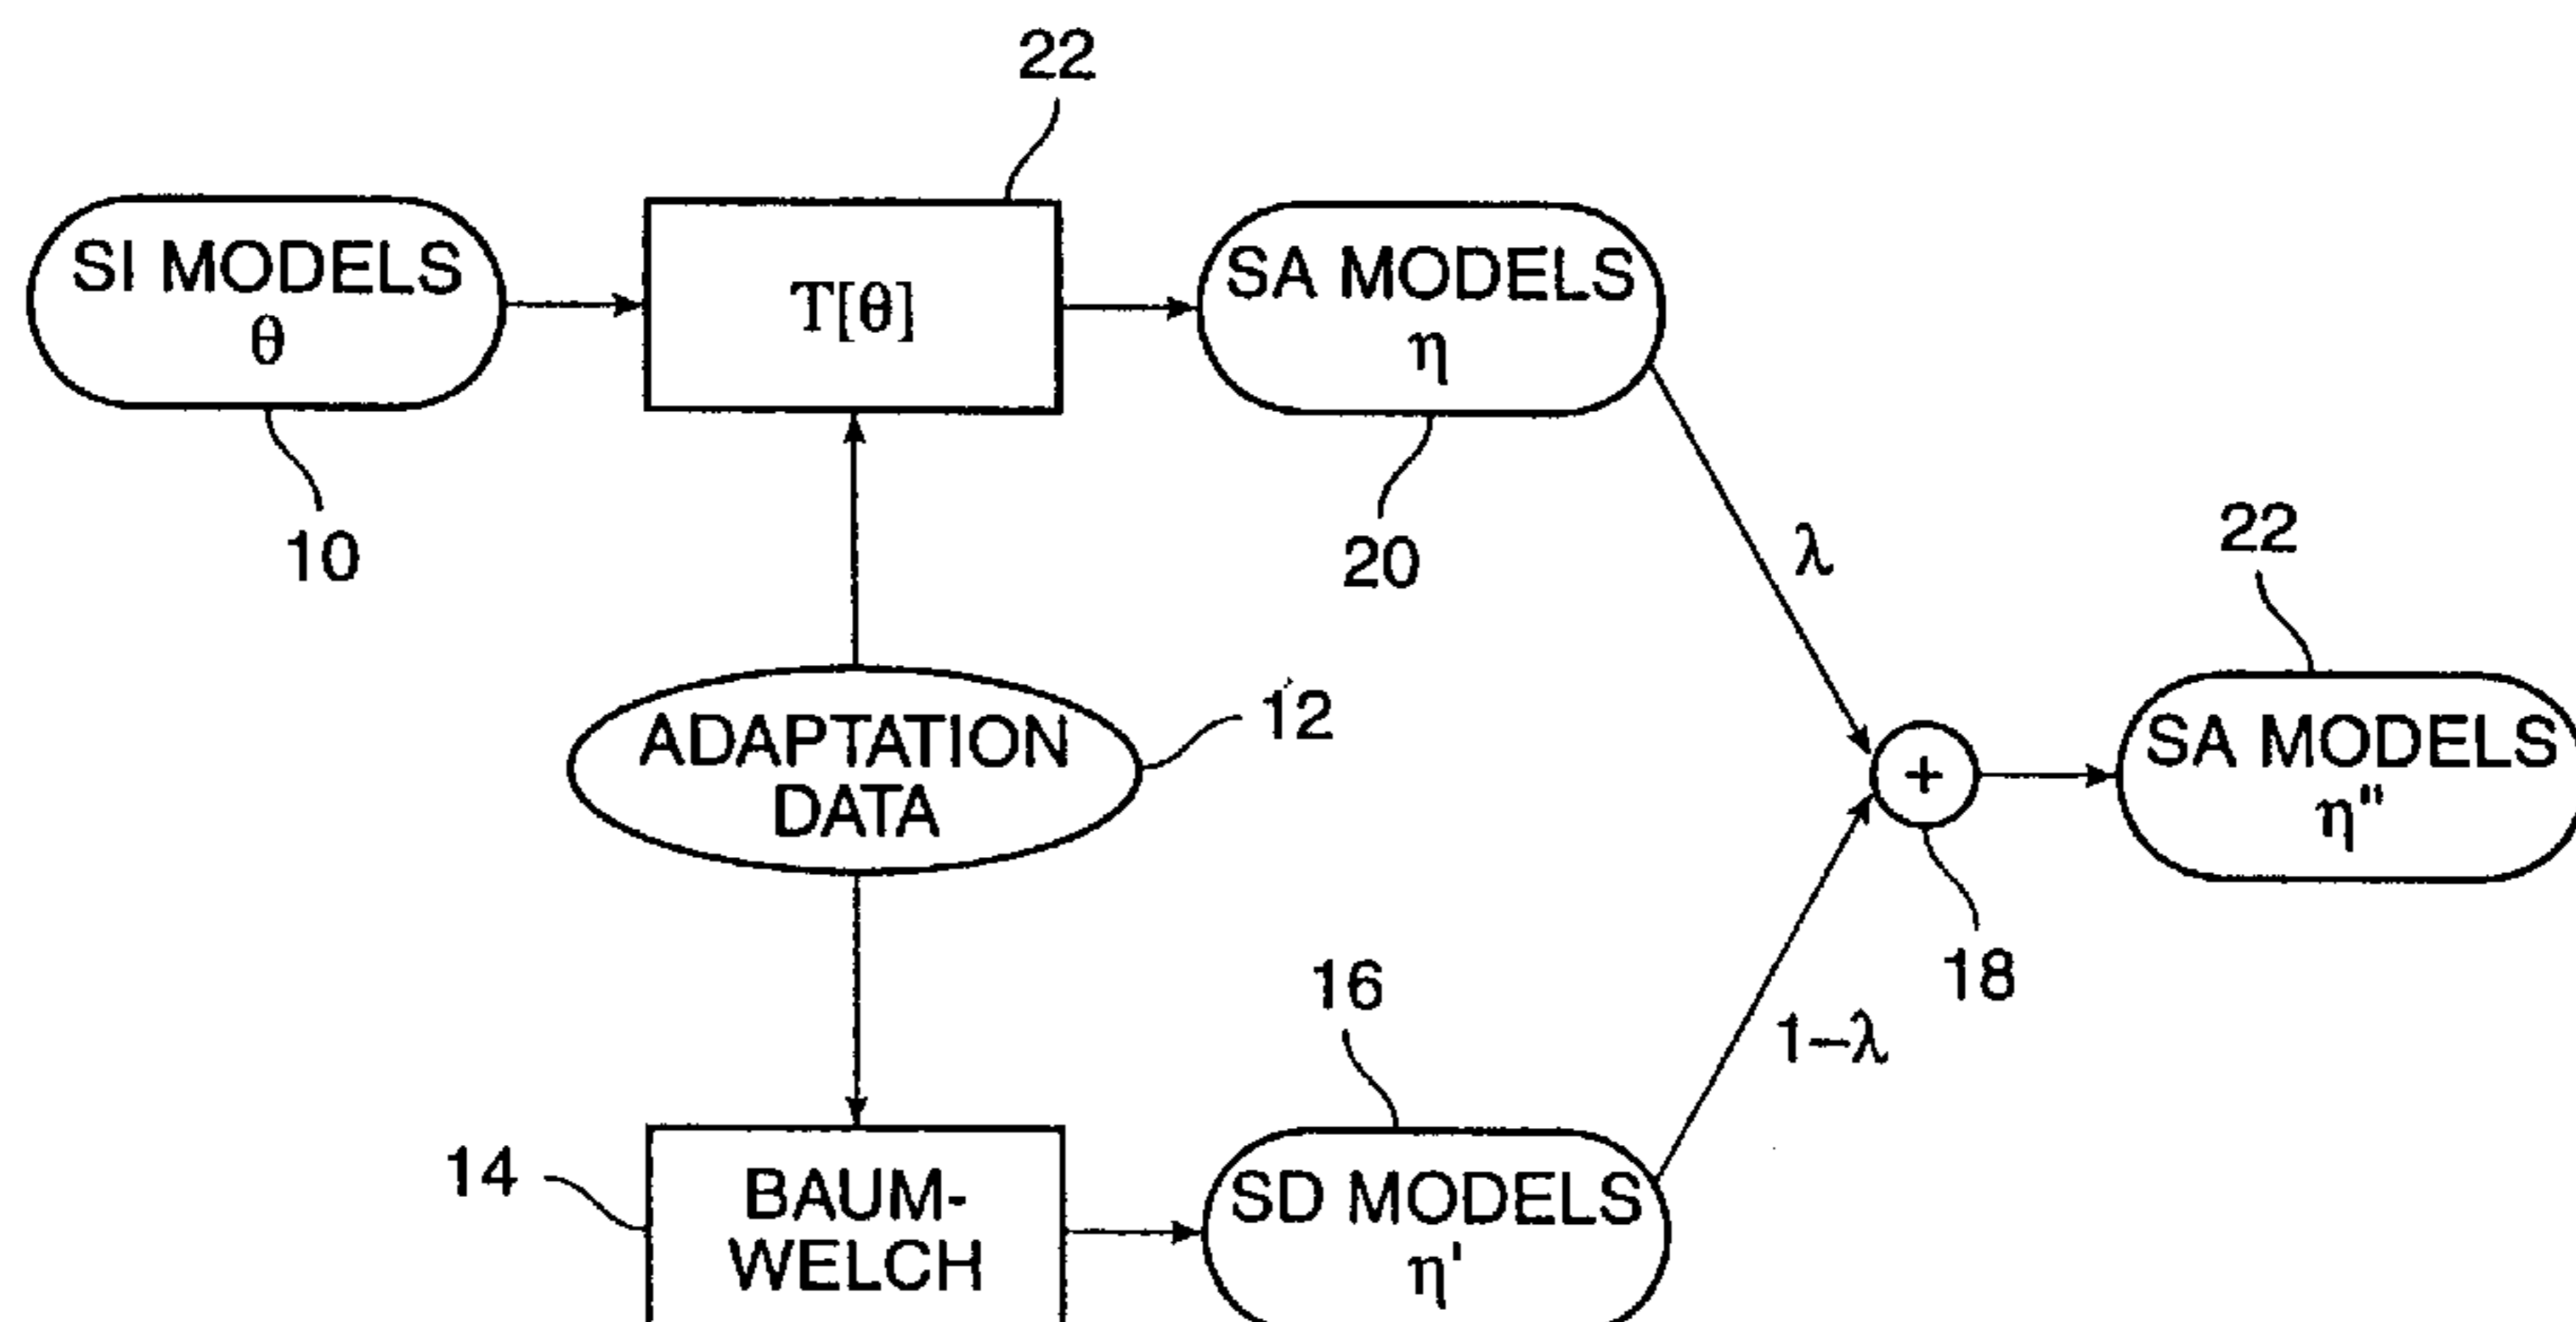 22
SI MODELS
θ
T[θ]
SA MODELS
η
10
20
λ
22
ADAPTATION
DATA
12
+
SA MODELS
η"
18
16
1–λ
14
BAUM-
WELCH
SD MODELS
η'